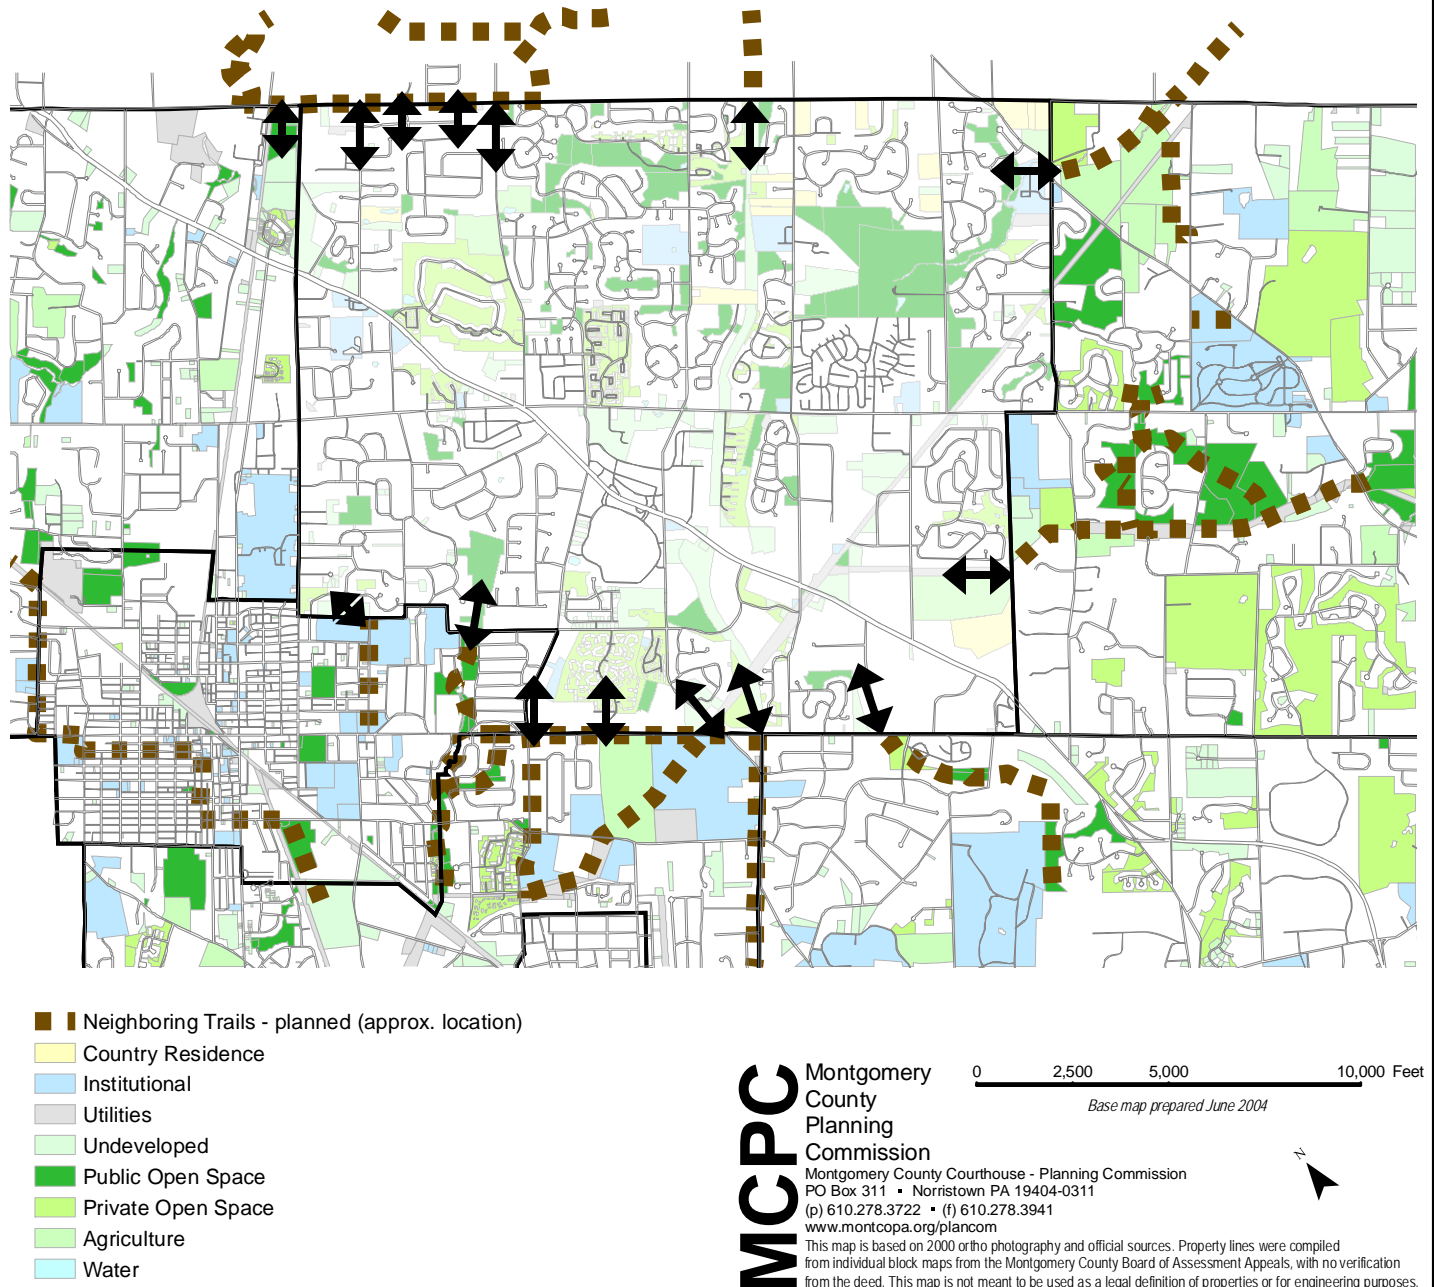 Neighboring Trails - planned (approx. location)
Country Residence
Institutional
Utilities
Undeveloped
Public Open Space
Private Open Space
Agriculture
Water
MCPC
Montgomery
County
Planning
Commission
0 2,500 5,000 10,000 Feet
Base map prepared June 2004
N
Montgomery County Courthouse - Planning Commission
PO Box 311 ▪ Norristown PA 19404-0311
(p) 610.278.3722 ▪ (f) 610.278.3941
www.montcopa.org/plancom
This map is based on 2000 ortho photography and official sources. Property lines were compiled
from individual block maps from the Montgomery County Board of Assessment Appeals, with no verification
from the deed. This map is not meant to be used as a legal definition of properties or for engineering purposes.